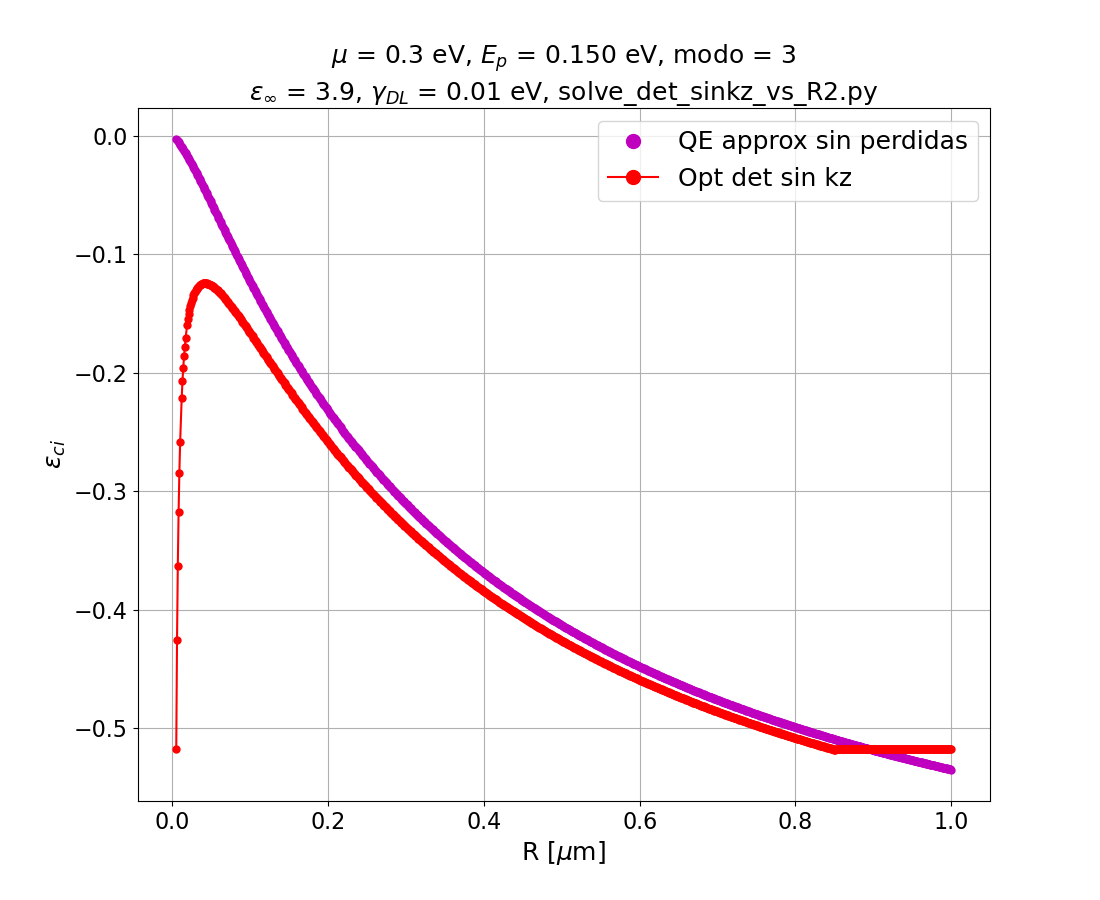 μ = 0.3 eV, E_p = 0.150 eV, modo = 3
ε_∞ = 3.9, γ_DL = 0.01 eV, solve_det_sinkz_vs_R2.py
QE approx sin perdidas
Opt det sin kz
0.0
−0.1
−0.2
−0.3
−0.4
−0.5
ε_ci
0.0 0.2 0.4 0.6 0.8 1.0
R [μm]